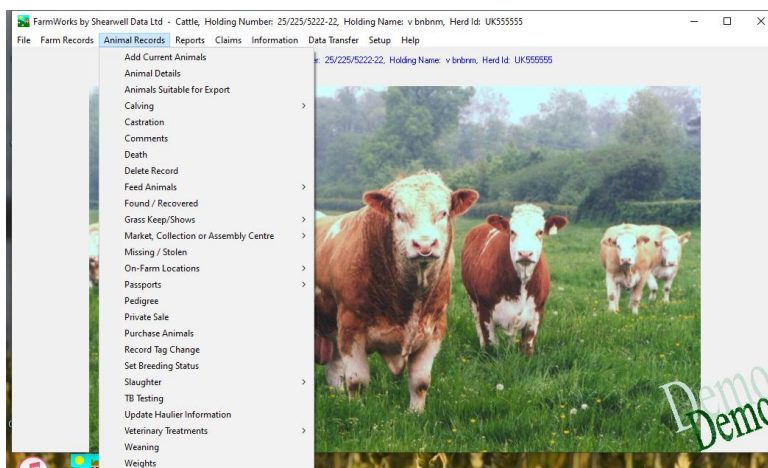 FarmWorks by Shearwell Data Ltd - Cattle, Holding Number: 25/225/5222-22, Holding Name: v bnbnm, Herd Id: UK555555
File Farm Records Animal Records Reports Claims Information Data Transfer Setup Help
25/225/5222-22, Holding Name: v bnbnm, Herd Id: UK555555
Add Current Animals
Animal Details
Animals Suitable for Export
Calving
Castration
Comments
Death
Delete Record
Feed Animals
Found / Recovered
Grass Keep/Shows
Market, Collection or Assembly Centre
Missing / Stolen
On-Farm Locations
Passports
Pedigree
Private Sale
Purchase Animals
Record Tag Change
Set Breeding Status
Slaughter
TB Testing
Update Haulier Information
Veterinary Treatments
Weaning
Weights
Demo